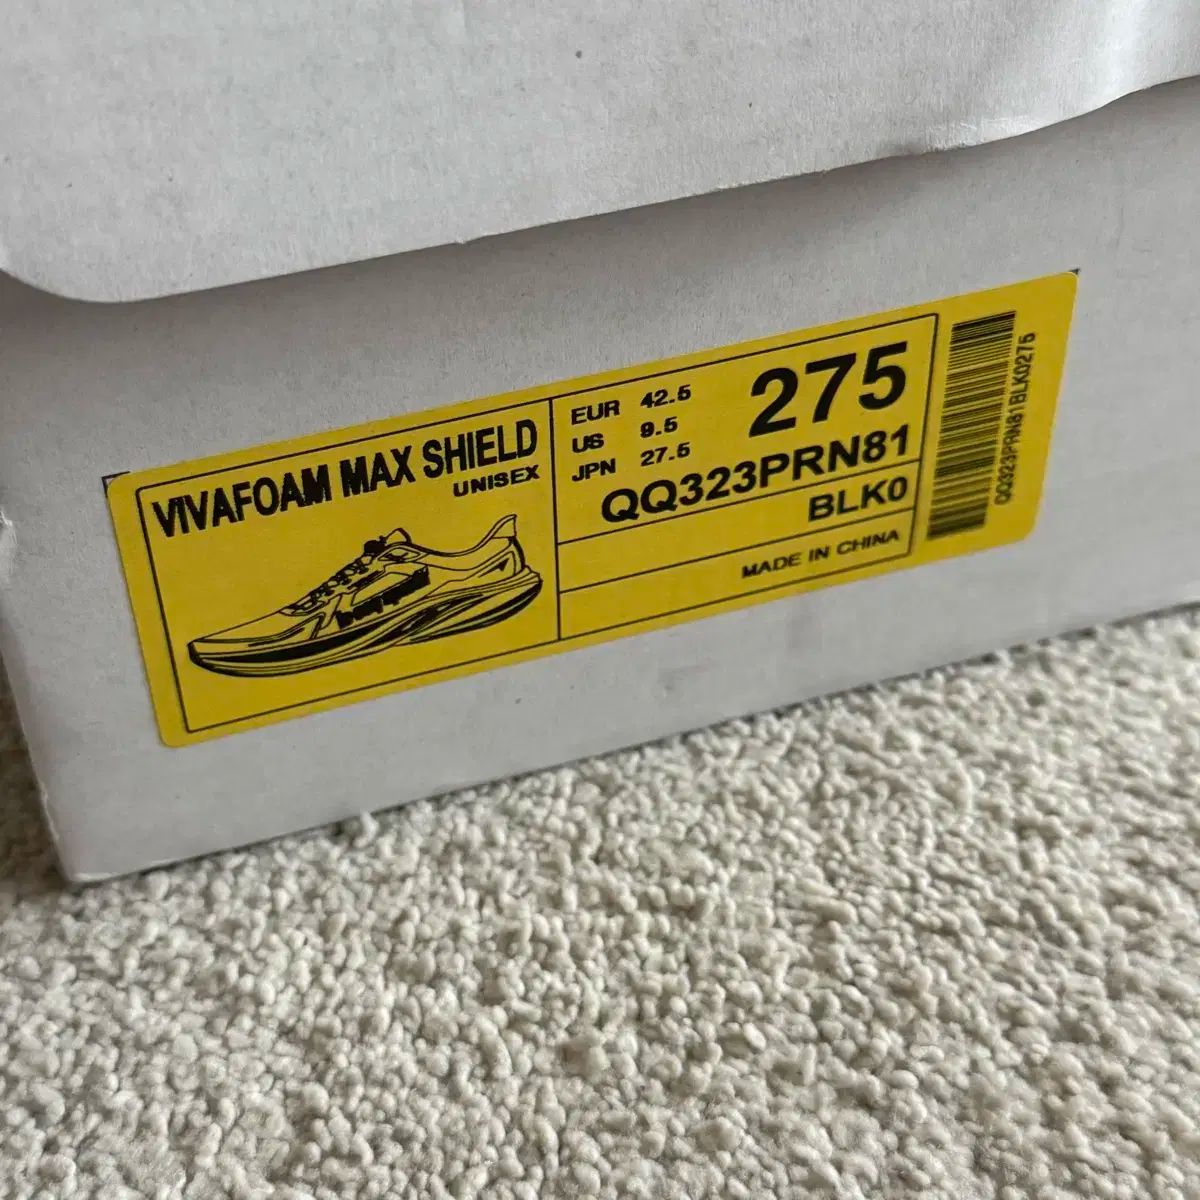 VIVAFOAM MAX SHIELD
UNISEX
EUR 42.5
US 9.5
JPN 27.5
275
QQ323PRN81
BLK0
MADE IN CHINA
QQ323PRN81BLK0275